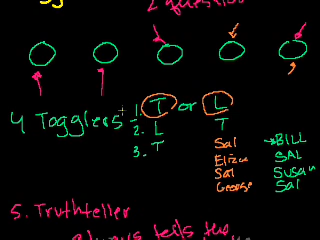 2 question
4 Togglers 1. T or L
2. L T
3. T
Sal BILL
Eliza SAL
Sal Susan
George Sal
5. Truthteller
always tells the